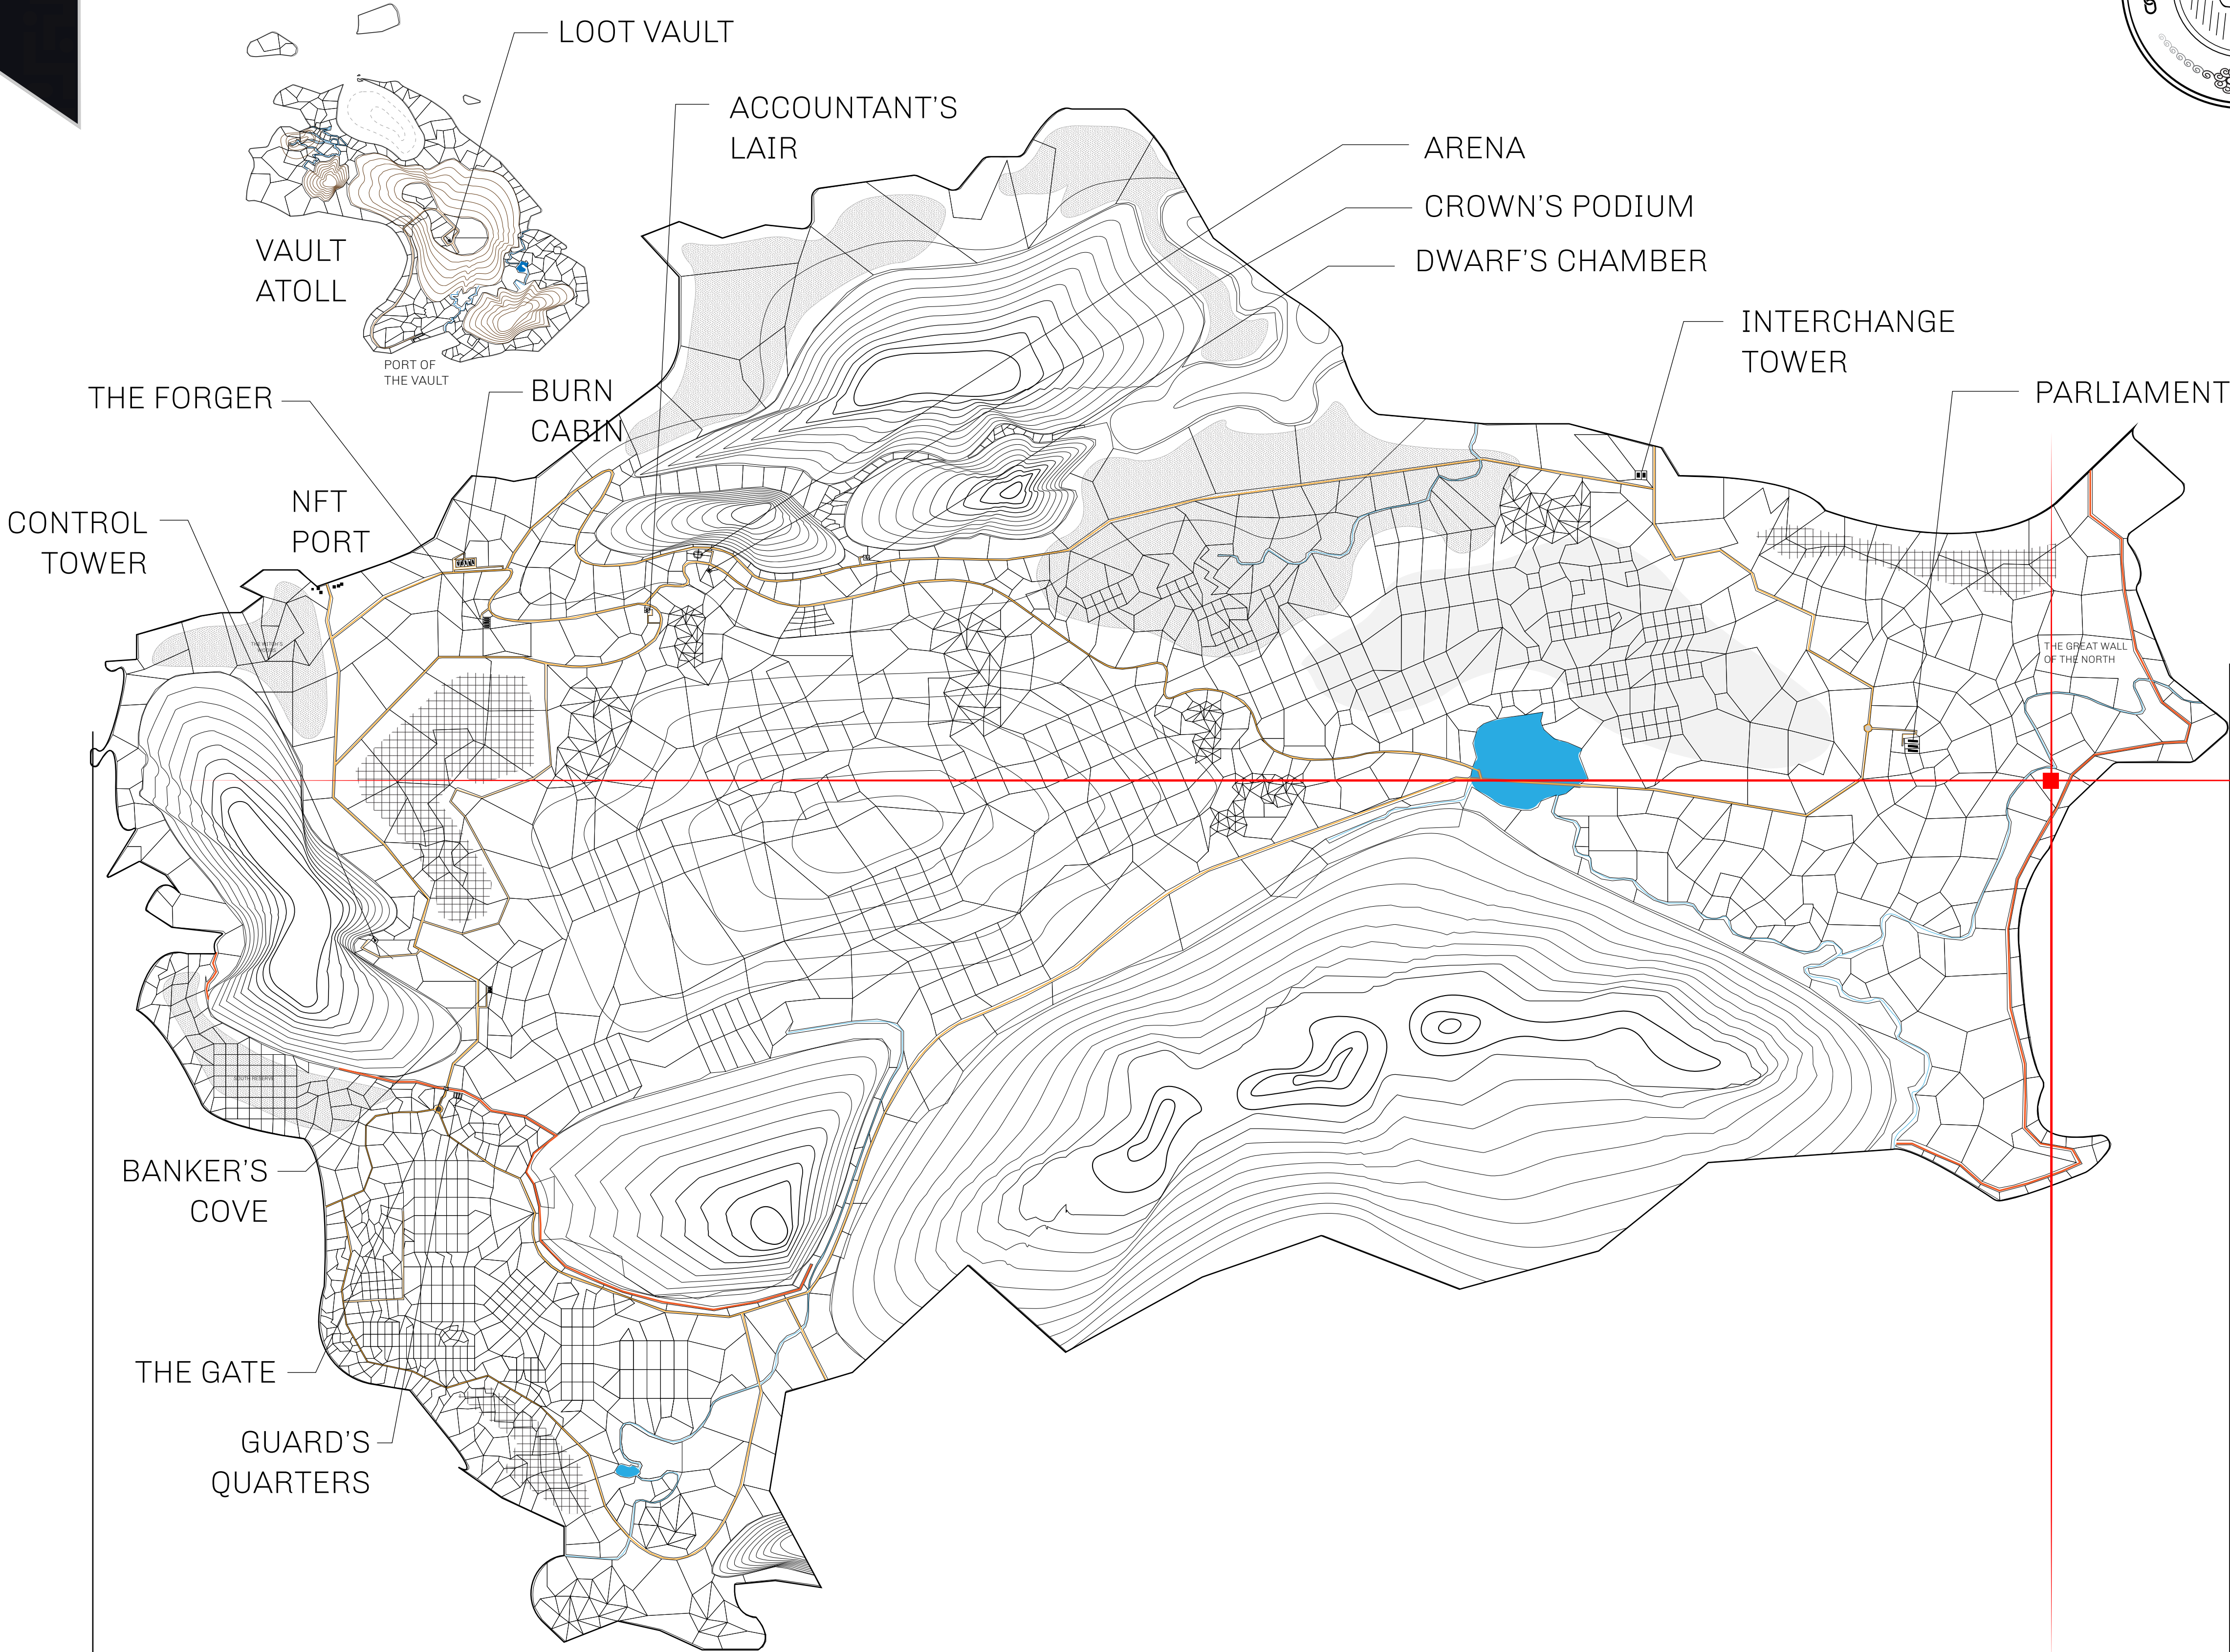 LOOT VAULT
ACCOUNTANT'S
LAIR
ARENA
CROWN'S PODIUM
DWARF'S CHAMBER
VAULT
ATOLL
INTERCHANGE
TOWER
PORT OF
THE VAULT
THE FORGER
BURN
CABIN
PARLIAMENT
NFT
PORT
CONTROL
TOWER
THE GREAT WALL
OF THE NORTH
SOUTH RESERVE
BANKER'S
COVE
THE GATE
GUARD'S
QUARTERS